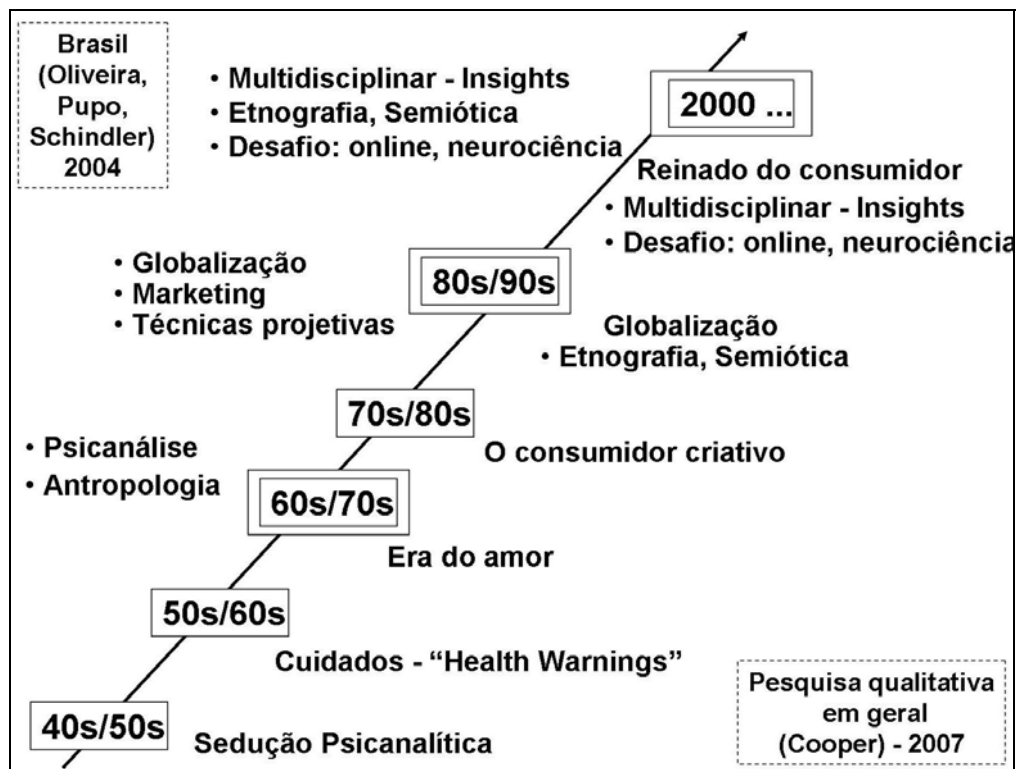 Brasil
(Oliveira,
Pupo,
Schindler)
2004
• Multidisciplinar - Insights
• Etnografia, Semiótica
• Desafio: online, neurociência
2000 ...
Reinado do consumidor
• Multidisciplinar - Insights
• Desafio: online, neurociência
• Globalização
• Marketing
• Técnicas projetivas
80s/90s
Globalização
• Etnografia, Semiótica
70s/80s
O consumidor criativo
• Psicanálise
• Antropologia
60s/70s
Era do amor
50s/60s
Cuidados - “Health Warnings”
40s/50s
Sedução Psicanalítica
Pesquisa qualitativa
em geral
(Cooper) - 2007